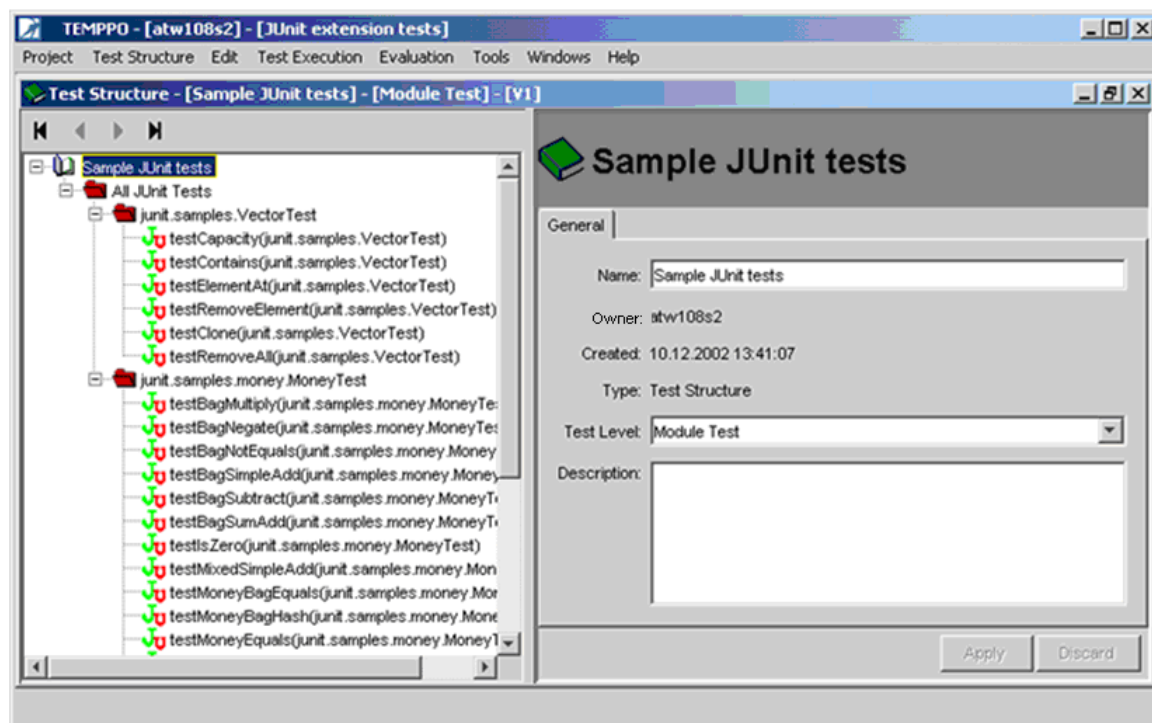 TEMPPO - [atw108s2] - [JUnit extension tests]
Project Test Structure Edit Test Execution Evaluation Tools Windows Help
Test Structure - [Sample JUnit tests] - [Module Test] - [V1]
Sample JUnit tests
All JUnit Tests
junit.samples.VectorTest
testCapacity(junit.samples.VectorTest)
testContains(junit.samples.VectorTest)
testElementAt(junit.samples.VectorTest)
testRemoveElement(junit.samples.VectorTest)
testClone(junit.samples.VectorTest)
testRemoveAll(junit.samples.VectorTest)
junit.samples.money.MoneyTest
testBagMultiply(junit.samples.money.MoneyTe
testBagNegate(junit.samples.money.MoneyTes
testBagNotEquals(junit.samples.money.Money
testBagSimpleAdd(junit.samples.money.Money
testBagSubtract(junit.samples.money.MoneyT
testBagSumAdd(junit.samples.money.MoneyT
testIsZero(junit.samples.money.MoneyTest)
testMixedSimpleAdd(junit.samples.money.Mon
testMoneyBagEquals(junit.samples.money.Mor
testMoneyBagHash(junit.samples.money.Mone
testMoneyEquals(junit.samples.money.MoneyT
Sample JUnit tests
General
Name: Sample JUnit tests
Owner: atw108s2
Created: 10.12.2002 13:41:07
Type: Test Structure
Test Level: Module Test
Description:
Apply Discard